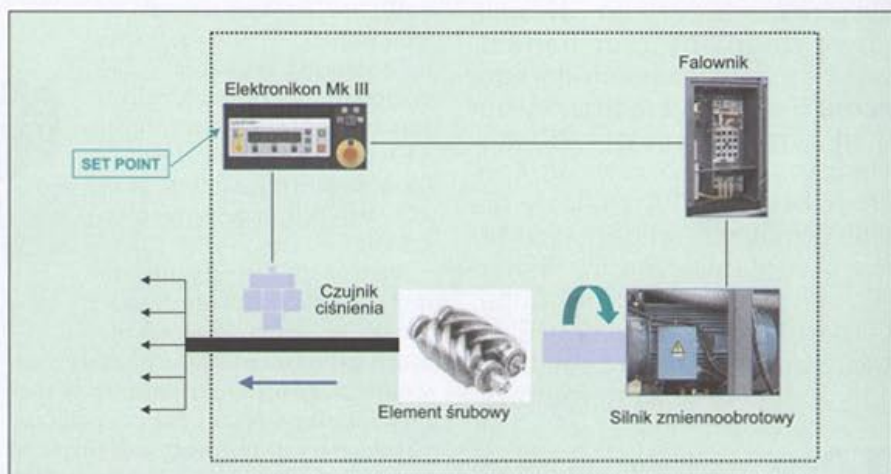 Elektronikon Mk III
Falownik
SET POINT
Czujnik
ciśnienia
Element śrubowy
Silnik zmiennoobrotowy